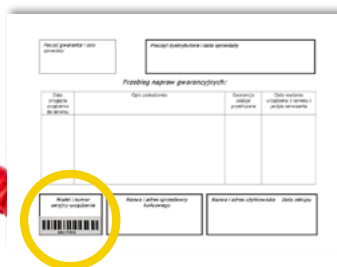 Pieczęć gwaranta i data
sprzedaży
Pieczęć dystrybutora i data sprzedaży
Przebieg napraw gwarancyjnych:
Data
przyjęcia
urządzenia
do serwisu
Opis uszkodzenia
Gwarancja
zostaje
przedłużona
Data wydania
urządzenia z serwisu i
podpis serwisanta
Model i numer
seryjny urządzenia
Nazwa i adres sprzedawcy
końcowego
Nazwa i adres użytkownika Data zakupu